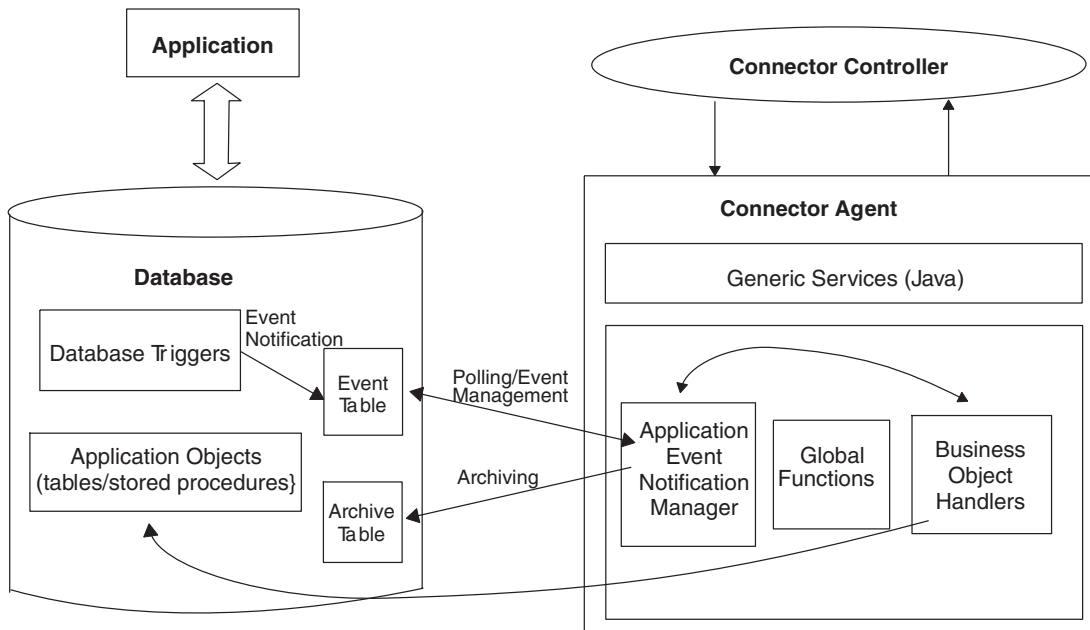 Application
Connector Controller
Connector Agent
Generic Services (Java)
Database
Event
Notification
Database Triggers
Event
Table
Polling/Event
Management
Application
Event
Notification
Manager
Global
Functions
Business
Object
Handlers
Application Objects
(tables/stored procedures}
Archiving
Archive
Table